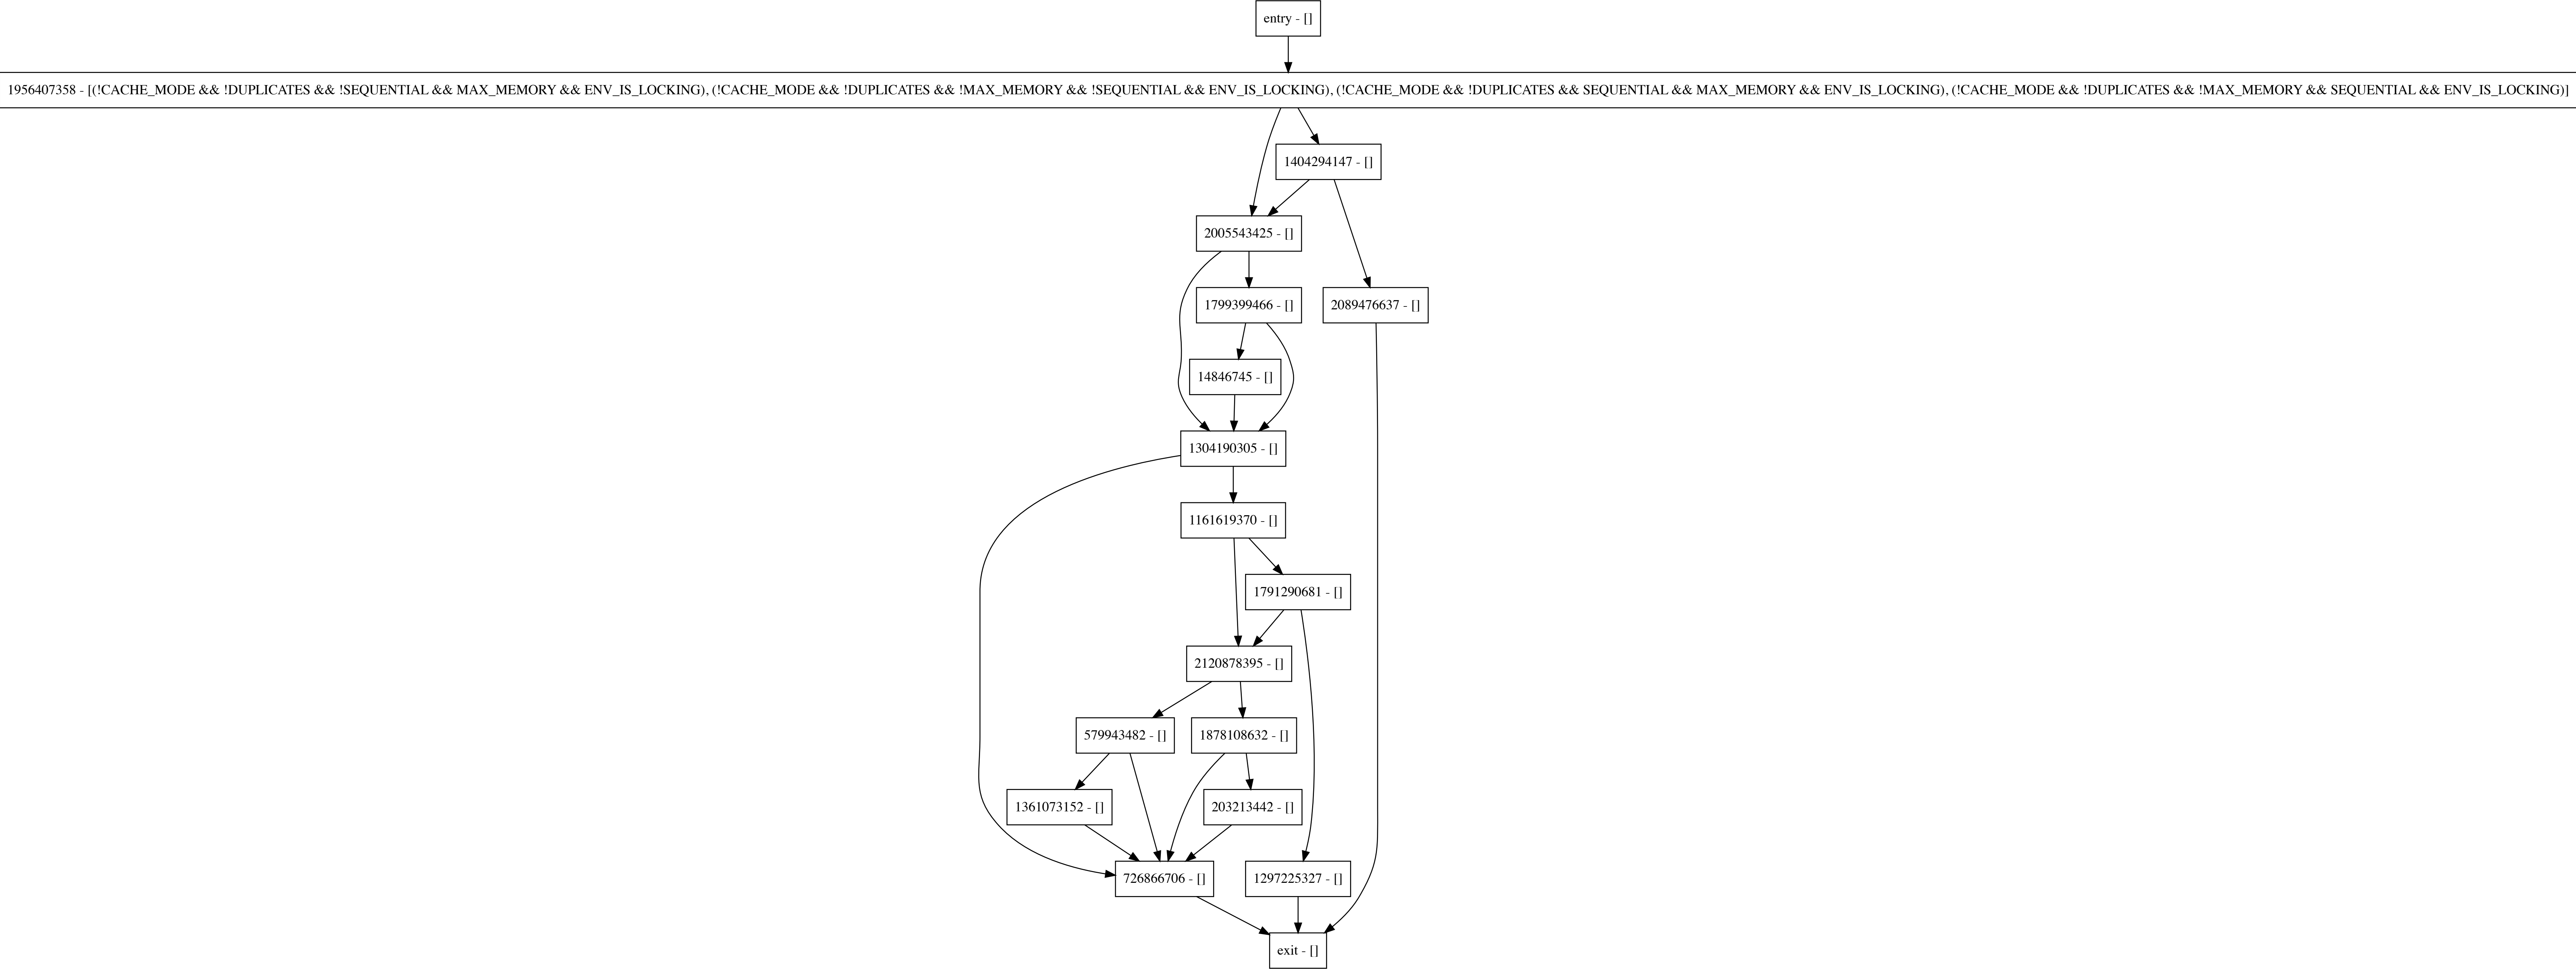 entry - []
1956407358 - [(!CACHE_MODE && !DUPLICATES && !SEQUENTIAL && MAX_MEMORY && ENV_IS_LOCKING), (!CACHE_MODE && !DUPLICATES && !MAX_MEMORY && !SEQUENTIAL && ENV_IS_LOCKING), (!CACHE_MODE && !DUPLICATES && SEQUENTIAL && MAX_MEMORY && ENV_IS_LOCKING), (!CACHE_MODE && !DUPLICATES && !MAX_MEMORY && SEQUENTIAL && ENV_IS_LOCKING)]
1404294147 - []
2005543425 - []
1799399466 - []
2089476637 - []
14846745 - []
1304190305 - []
1161619370 - []
1791290681 - []
2120878395 - []
579943482 - []
1878108632 - []
1361073152 - []
203213442 - []
726866706 - []
1297225327 - []
exit - []